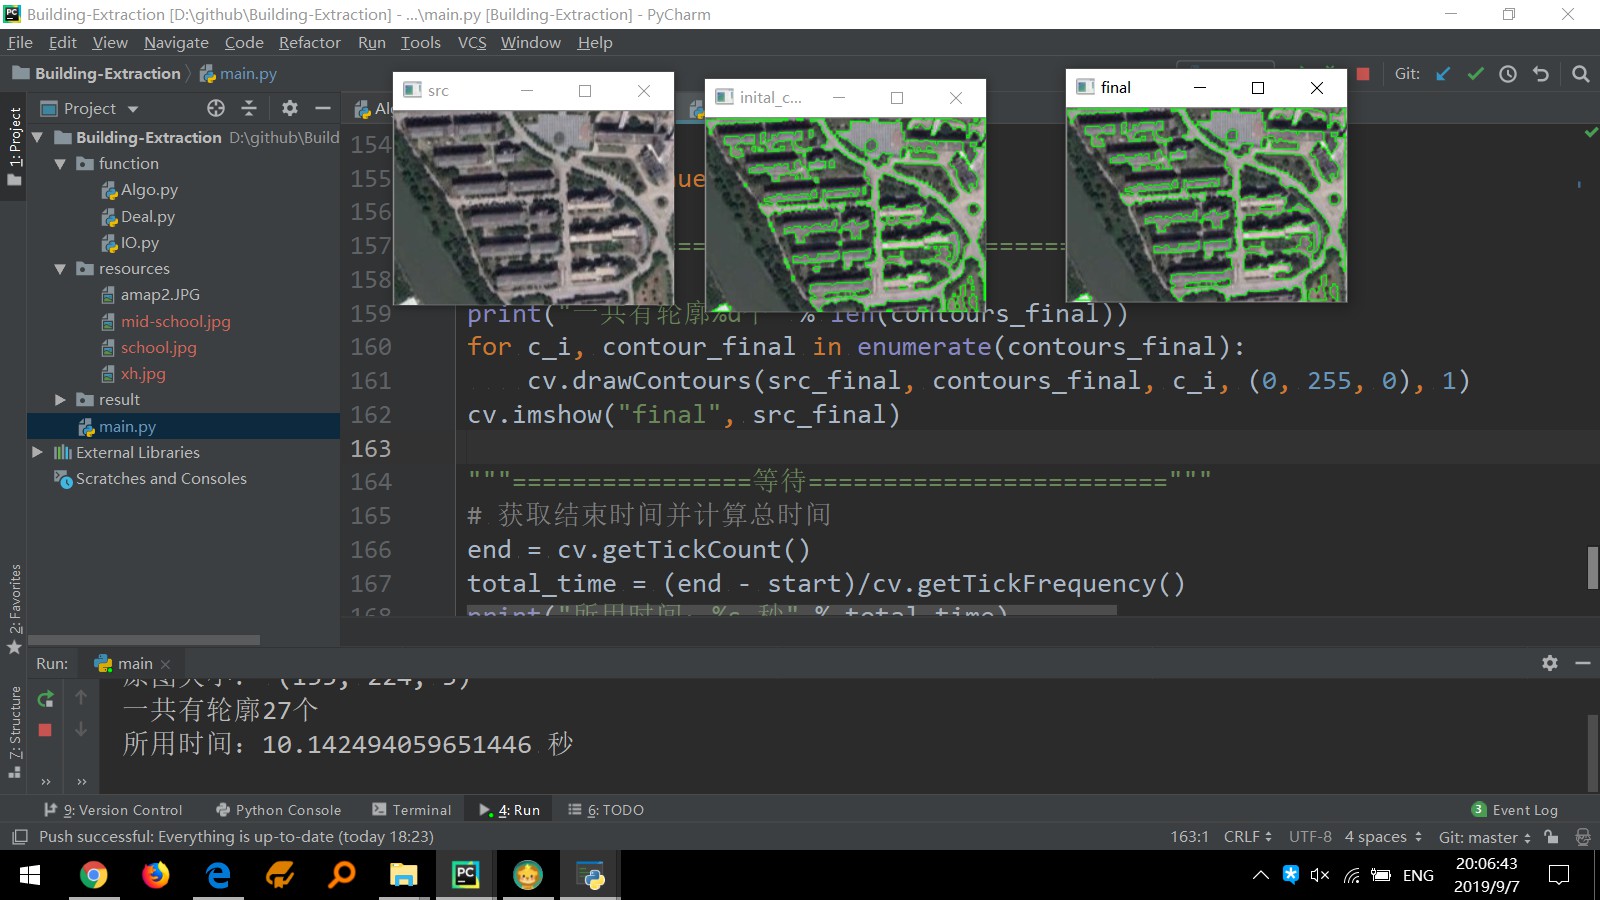 Building-Extraction [D:\github\Building-Extraction] - ...\main.py [Building-Extraction] - PyCharm
File Edit View Navigate Code Refactor Run Tools VCS Window Help
Building-Extraction main.py Git:
Project
src
inital_c...
final
1: Project
Building-Extraction D:\github\Build
function
Algo.py
Deal.py
IO.py
resources
amap2.JPG
mid-school.jpg
school.jpg
xh.jpg
result
main.py
External Libraries
Scratches and Consoles
2: Favorites
7: Structure
154
155
156
157
158
159 print("一共有轮廓%d个" % len(contours_final))
160 for c_i, contour_final in enumerate(contours_final):
161 cv.drawContours(src_final, contours_final, c_i, (0, 255, 0), 1)
162 cv.imshow("final", src_final)
163
164 """================等待========================"""
165 # 获取结束时间并计算总时间
166 end = cv.getTickCount()
167 total_time = (end - start)/cv.getTickFrequency()
168 print("所用时间: %s 秒" % total_time)
Run: main
一共有轮廓27个
所用时间: 10.142494059651446 秒
9: Version Control Python Console Terminal 4: Run 6: TODO 3 Event Log
Push successful: Everything is up-to-date (today 18:23) 163:1 CRLF UTF-8 4 spaces Git: master
ENG 20:06:43
2019/9/7